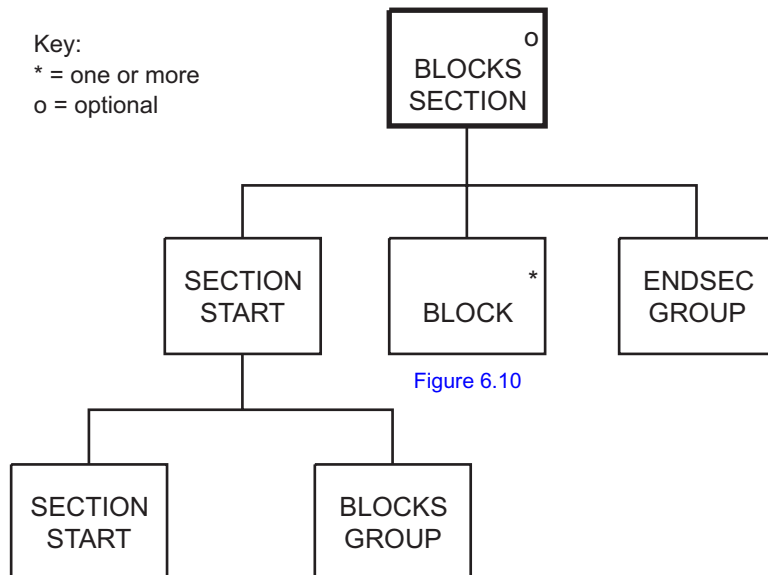 Key:
* = one or more
o = optional
o
BLOCKS
SECTION
SECTION
START
*
BLOCK
ENDSEC
GROUP
Figure 6.10
SECTION
START
BLOCKS
GROUP